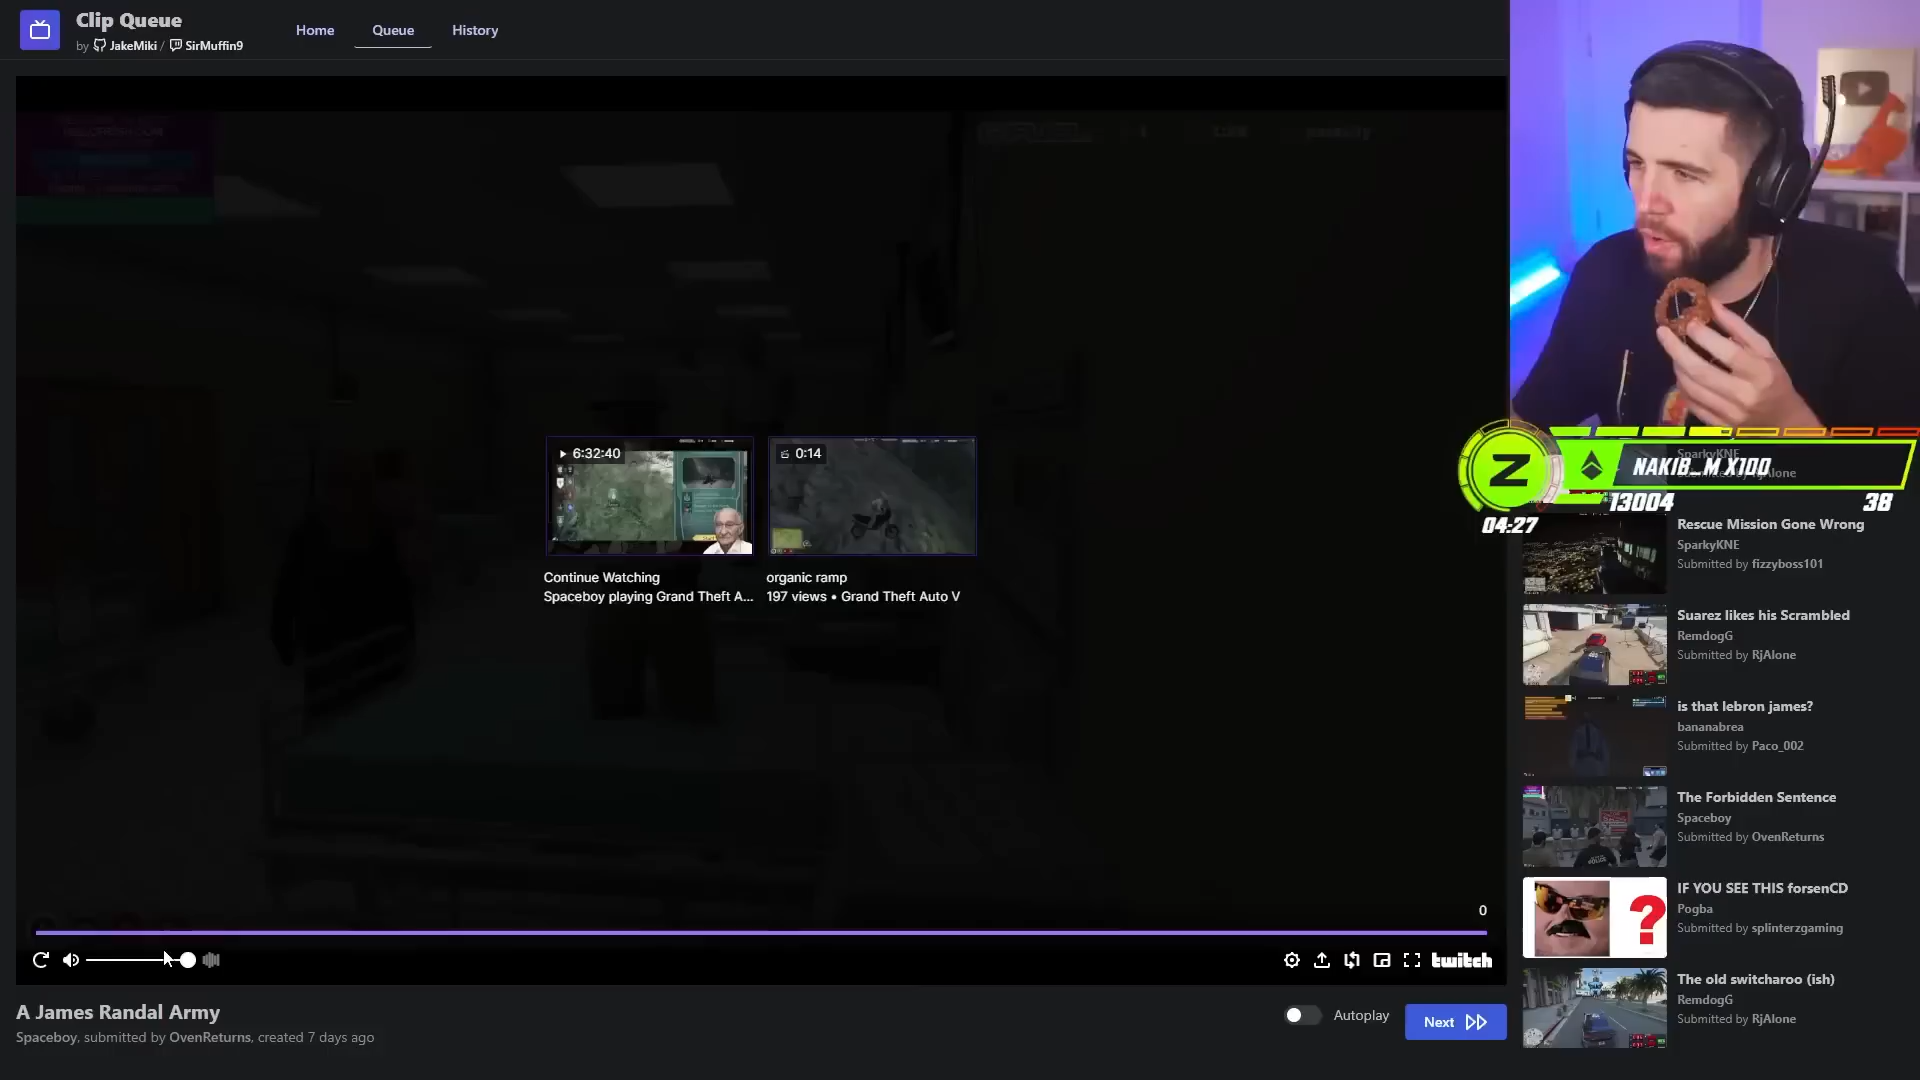 Clip Queue
by JakeMiki / SirMuffin9
Home
Queue
History
6:32:40
0:14
Continue Watching
Spaceboy playing Grand Theft A...
organic ramp
197 views • Grand Theft Auto V
0
twitch
A James Randal Army
Spaceboy, submitted by OvenReturns, created 7 days ago
Autoplay
Next
Z
NAKIB_M X100
13004
38
04:27
SparkyKNE
Rescue Mission Gone Wrong
SparkyKNE
Submitted by fizzyboss101
Suarez likes his Scrambled
RemdogG
Submitted by RjAlone
is that lebron james?
bananabrea
Submitted by Paco_002
The Forbidden Sentence
Spaceboy
Submitted by OvenReturns
IF YOU SEE THIS forsenCD
Pogba
Submitted by splinterzgaming
?
The old switcharoo (ish)
RemdogG
Submitted by RjAlone